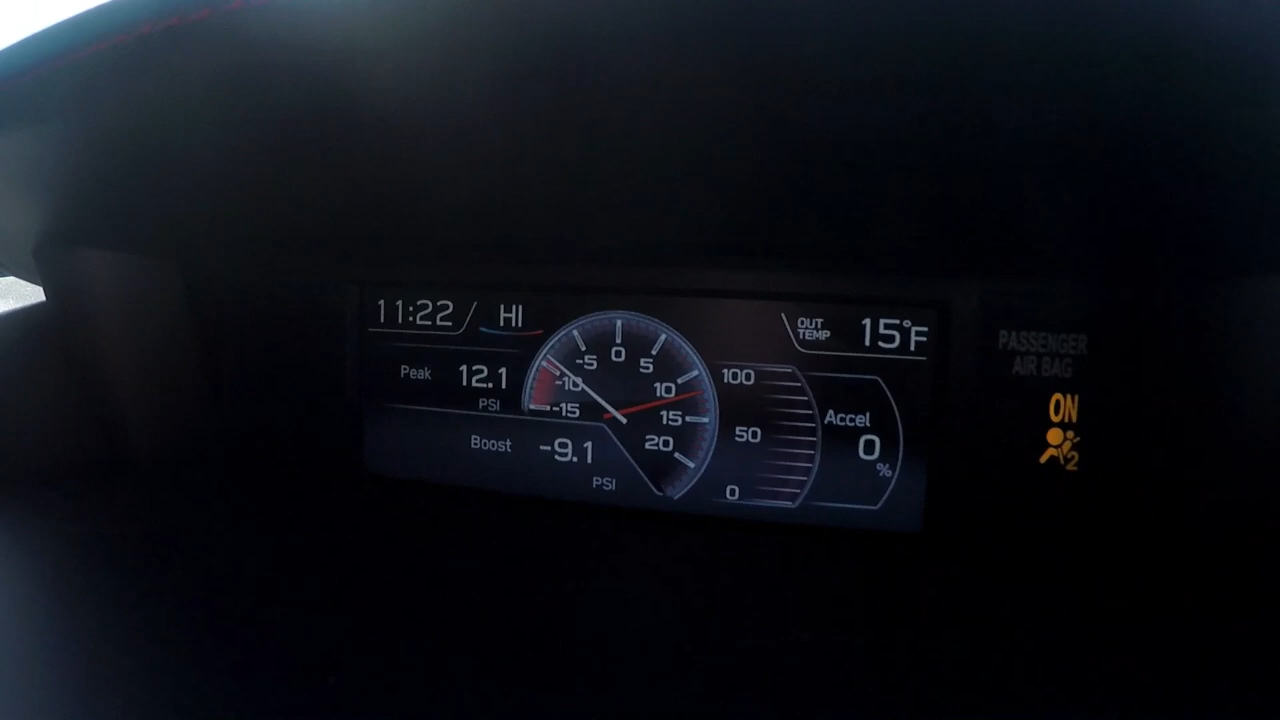 11:22 HI
OUT
TEMP
15°F
Peak 12.1
PSI
Boost -9.1
PSI
-15
-10
-5
0
5
10
15
20
100
50
0
Accel
0
%
PASSENGER
AIR BAG
ON
2